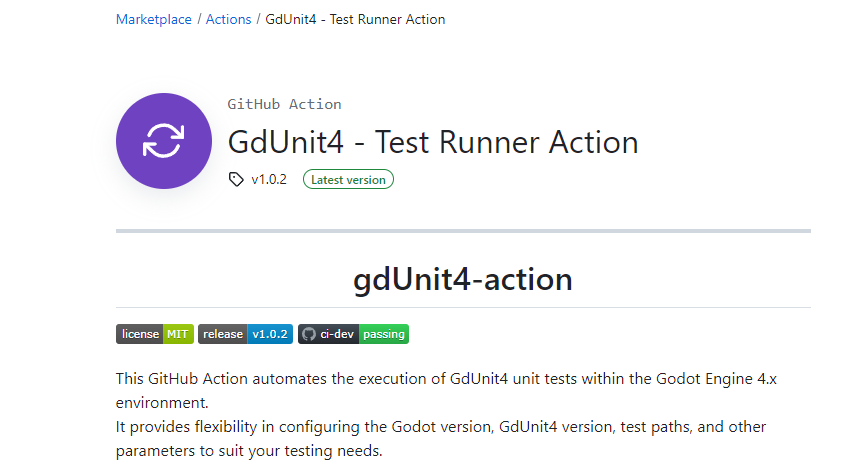 Marketplace / Actions / GdUnit4 - Test Runner Action
GitHub Action
GdUnit4 - Test Runner Action
v1.0.2 Latest version
gdUnit4-action
license MIT release v1.0.2 ci-dev passing
This GitHub Action automates the execution of GdUnit4 unit tests within the Godot Engine 4.x
environment.
It provides flexibility in configuring the Godot version, GdUnit4 version, test paths, and other
parameters to suit your testing needs.